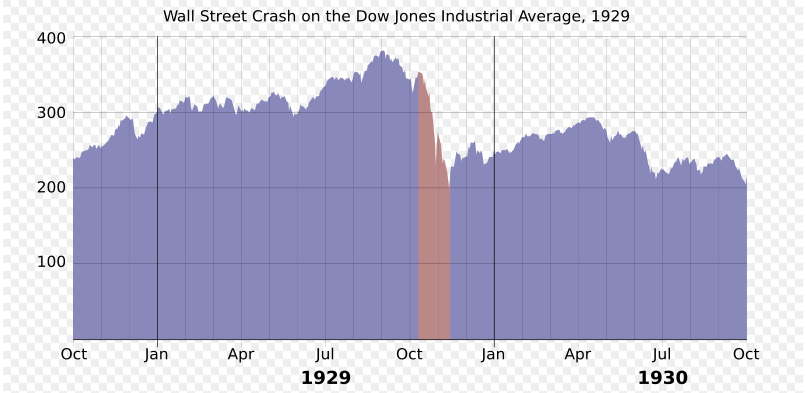 Wall Street Crash on the Dow Jones Industrial Average, 1929
400
300
200
100
Oct Jan Apr Jul Oct Jan Apr Jul Oct
1929 1930